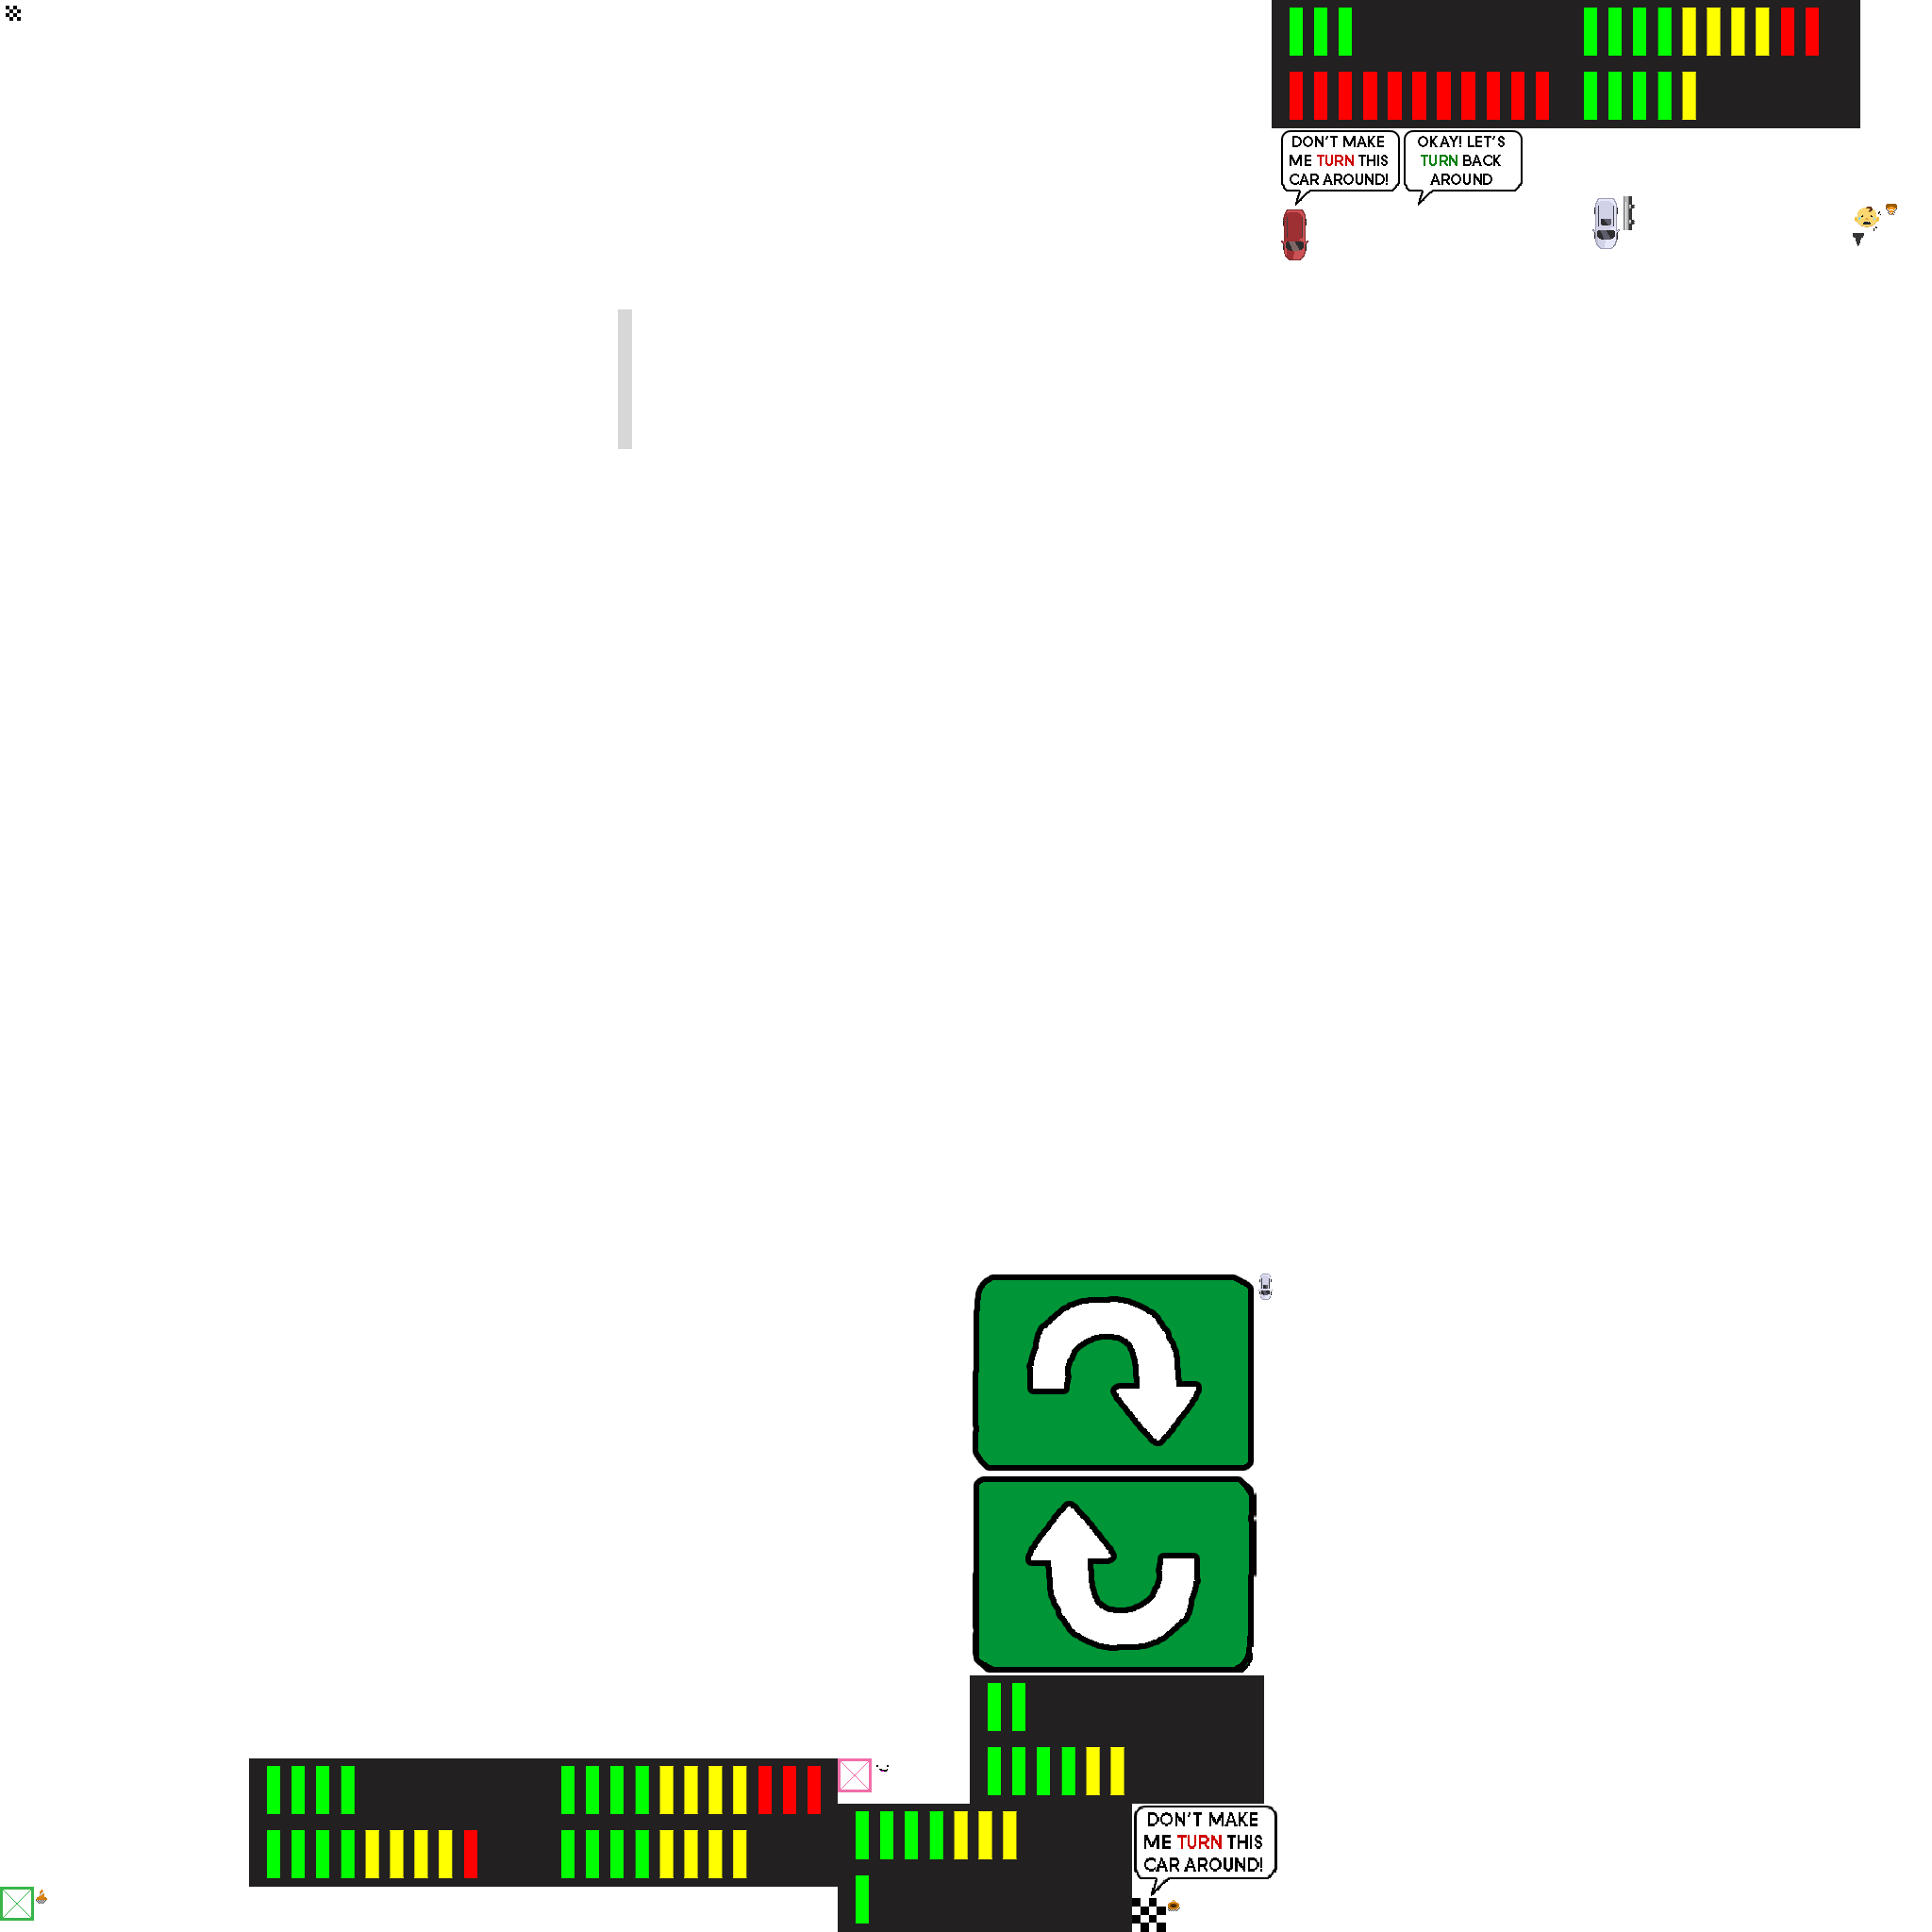 DON'T MAKE
ME TURN THIS
CAR AROUND!
OKAY! LET'S
TURN BACK
AROUND
DON'T MAKE
ME TURN THIS
CAR AROUND!